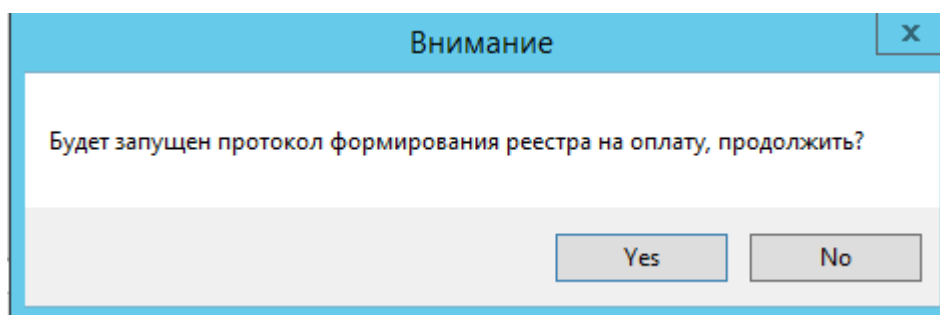 Внимание
x
Будет запущен протокол формирования реестра на оплату, продолжить?
Yes
No